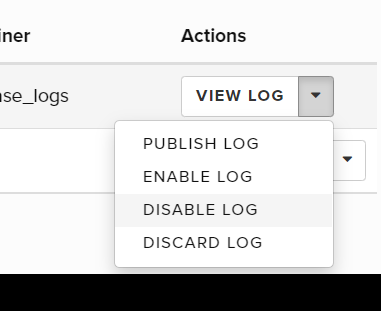 iner Actions
ase_logs VIEW LOG
PUBLISH LOG
ENABLE LOG
DISABLE LOG
DISCARD LOG